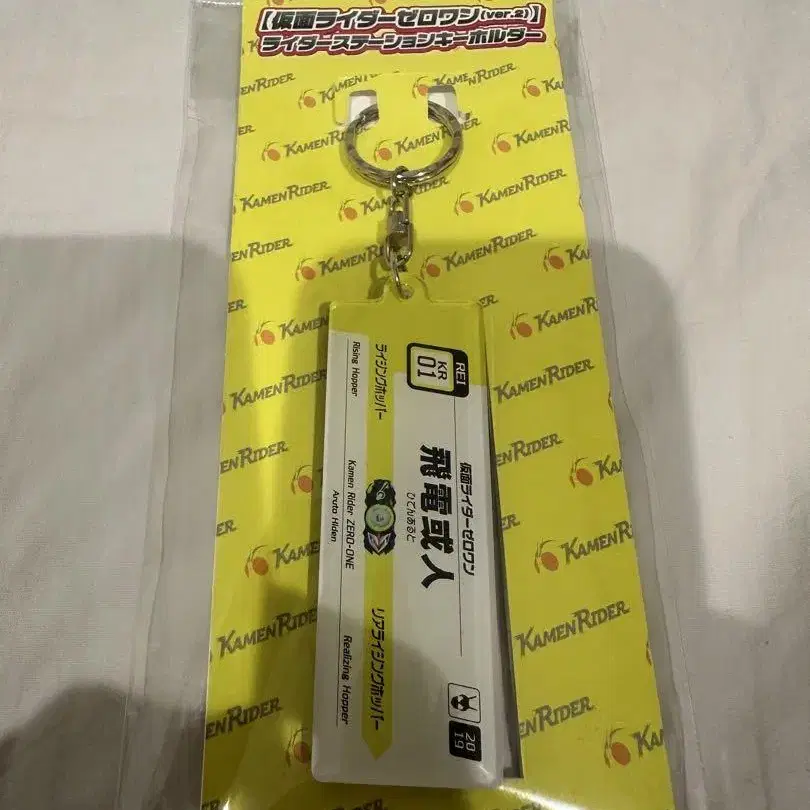 【仮面ライダーゼロワン(ver.2)】
ライダーステーションキーホルダー
KAMEN RIDER
REI
KR
01
仮面ライダーゼロワン
飛電或人
ひでんあると
20
19
ライジングホッパー
リアライジングホッパー
Rising Hopper
Kamen Rider ZERO-ONE
Aruto Hiden
Realizing Hopper